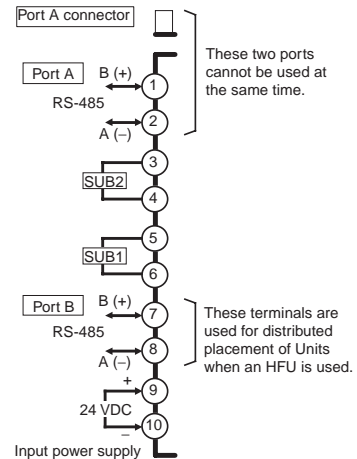 Port A connector
These two ports
cannot be used at
the same time.
Port A
B (+)
RS-485
A (−)
1
2
3
SUB2
4
5
SUB1
6
Port B
B (+)
RS-485
A (−)
7
8
These terminals are
used for distributed
placement of Units
when an HFU is used.
+
9
24 VDC
−
10
Input power supply